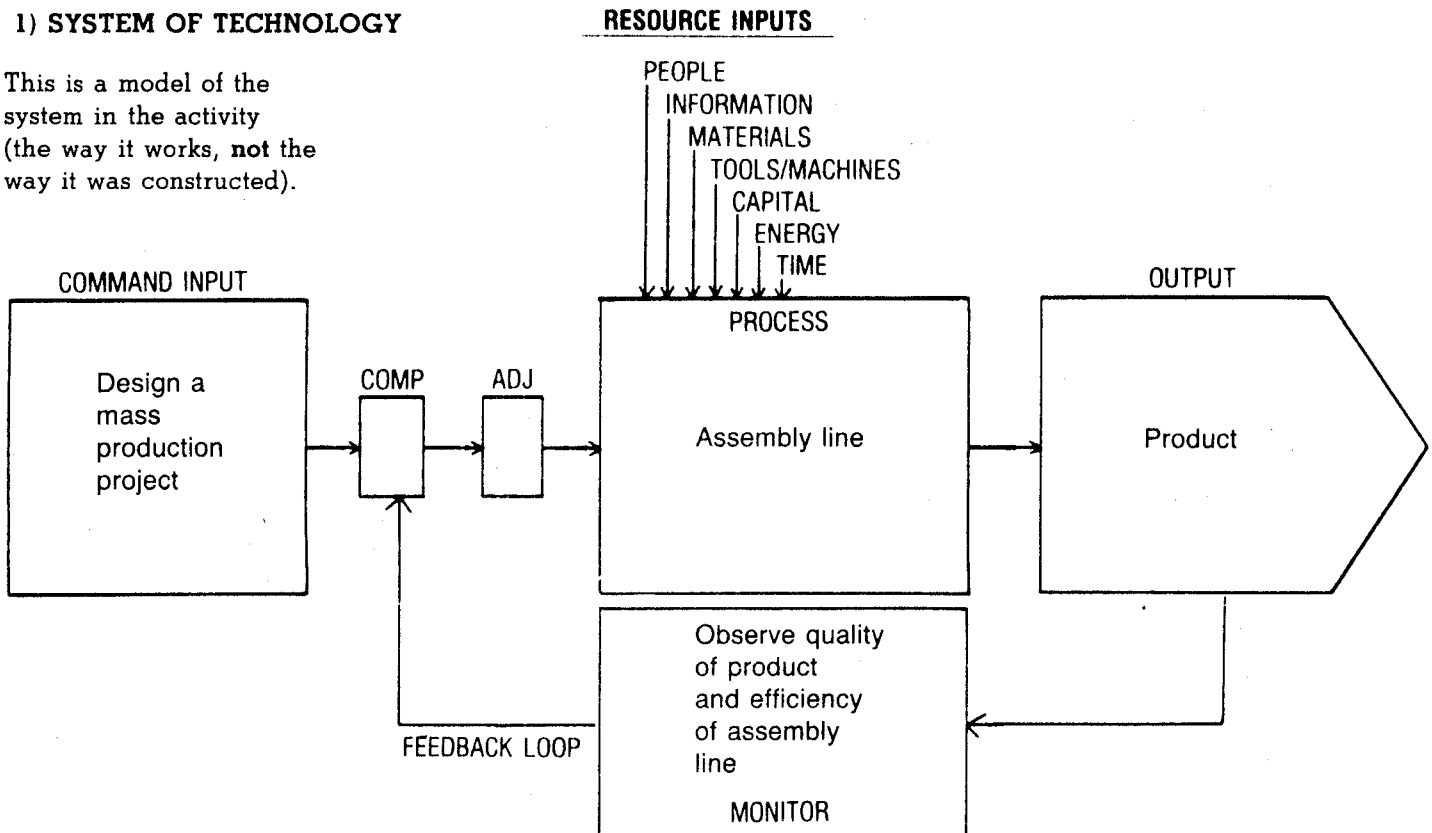 1) SYSTEM OF TECHNOLOGY
This is a model of the
system in the activity
(the way it works, not the
way it was constructed).
RESOURCE INPUTS
PEOPLE
INFORMATION
MATERIALS
TOOLS/MACHINES
CAPITAL
ENERGY
TIME
COMMAND INPUT
Design a
mass
production
project
COMP
ADJ
PROCESS
Assembly line
OUTPUT
Product
Observe quality
of product
and efficiency
of assembly
line
MONITOR
FEEDBACK LOOP